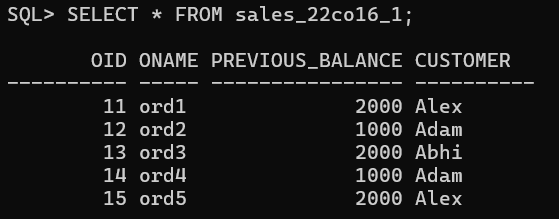 SQL> SELECT * FROM sales_22co16_1;
OID ONAME PREVIOUS_BALANCE CUSTOMER
---------- ----- ---------------- ----------
11 ord1 2000 Alex
12 ord2 1000 Adam
13 ord3 2000 Abhi
14 ord4 1000 Adam
15 ord5 2000 Alex